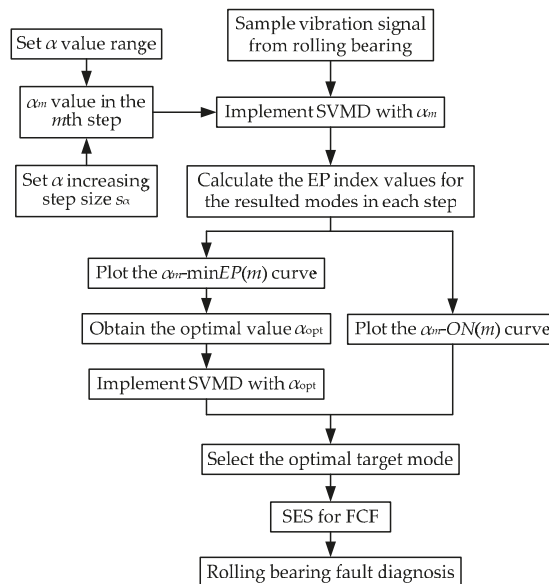 Sample vibration signal
from rolling bearing
Set α value range
αm value in the
mth step
Implement SVMD with αm
Set α increasing
step size sα
Calculate the EP index values for
the resulted modes in each step
Plot the αm-minEP(m) curve
Obtain the optimal value αopt
Plot the αm-ON(m) curve
Implement SVMD with αopt
Select the optimal target mode
SES for FCF
Rolling bearing fault diagnosis